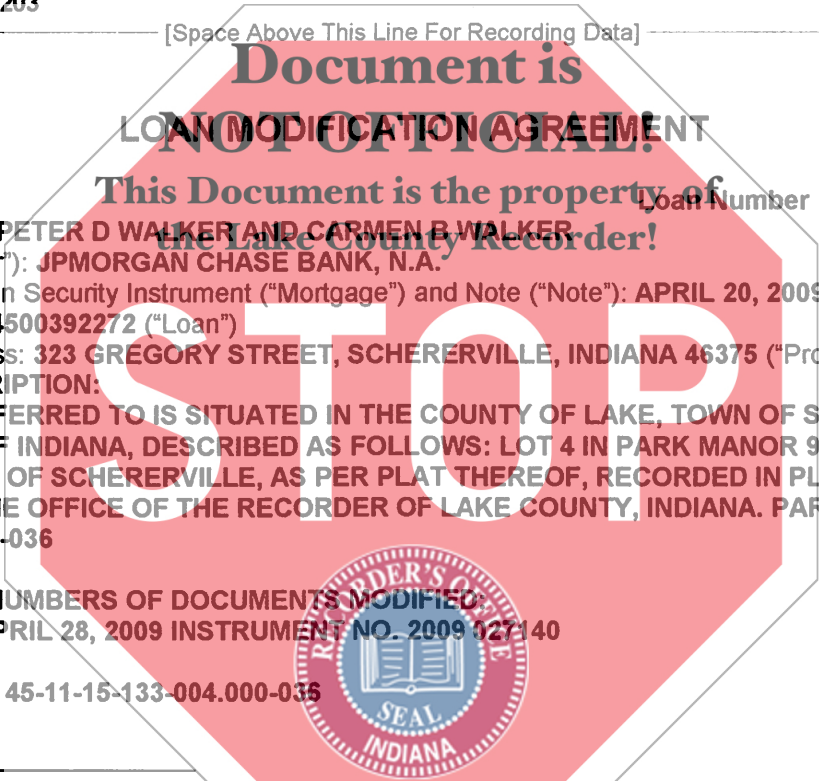 203
[Space Above This Line For Recording Data]
Document is
LOAN MODIFICATION AGREEMENT
NOT OFFICIAL!
This Document is the property of
Loan Number
PETER D WALKER AND CARMEN B WALKER
the Lake County Recorder!
"): JPMORGAN CHASE BANK, N.A.
n Security Instrument (“Mortgage”) and Note (“Note”): APRIL 20, 2009
4500392272 (“Loan”)
s: 323 GREGORY STREET, SCHERERVILLE, INDIANA 46375 (“Pro
IPTION:
FERRED TO IS SITUATED IN THE COUNTY OF LAKE, TOWN OF S
F INDIANA, DESCRIBED AS FOLLOWS: LOT 4 IN PARK MANOR 9
STOP
OF SCHERERVILLE, AS PER PLAT THEREOF, RECORDED IN PL
E OFFICE OF THE RECORDER OF LAKE COUNTY, INDIANA. PAR
-036
UMBERS OF DOCUMENTS MODIFIED:
PRIL 28, 2009 INSTRUMENT NO. 2009 027140
45-11-15-133-004.000-036
RECORDER'S OFFICE
SEAL
INDIANA